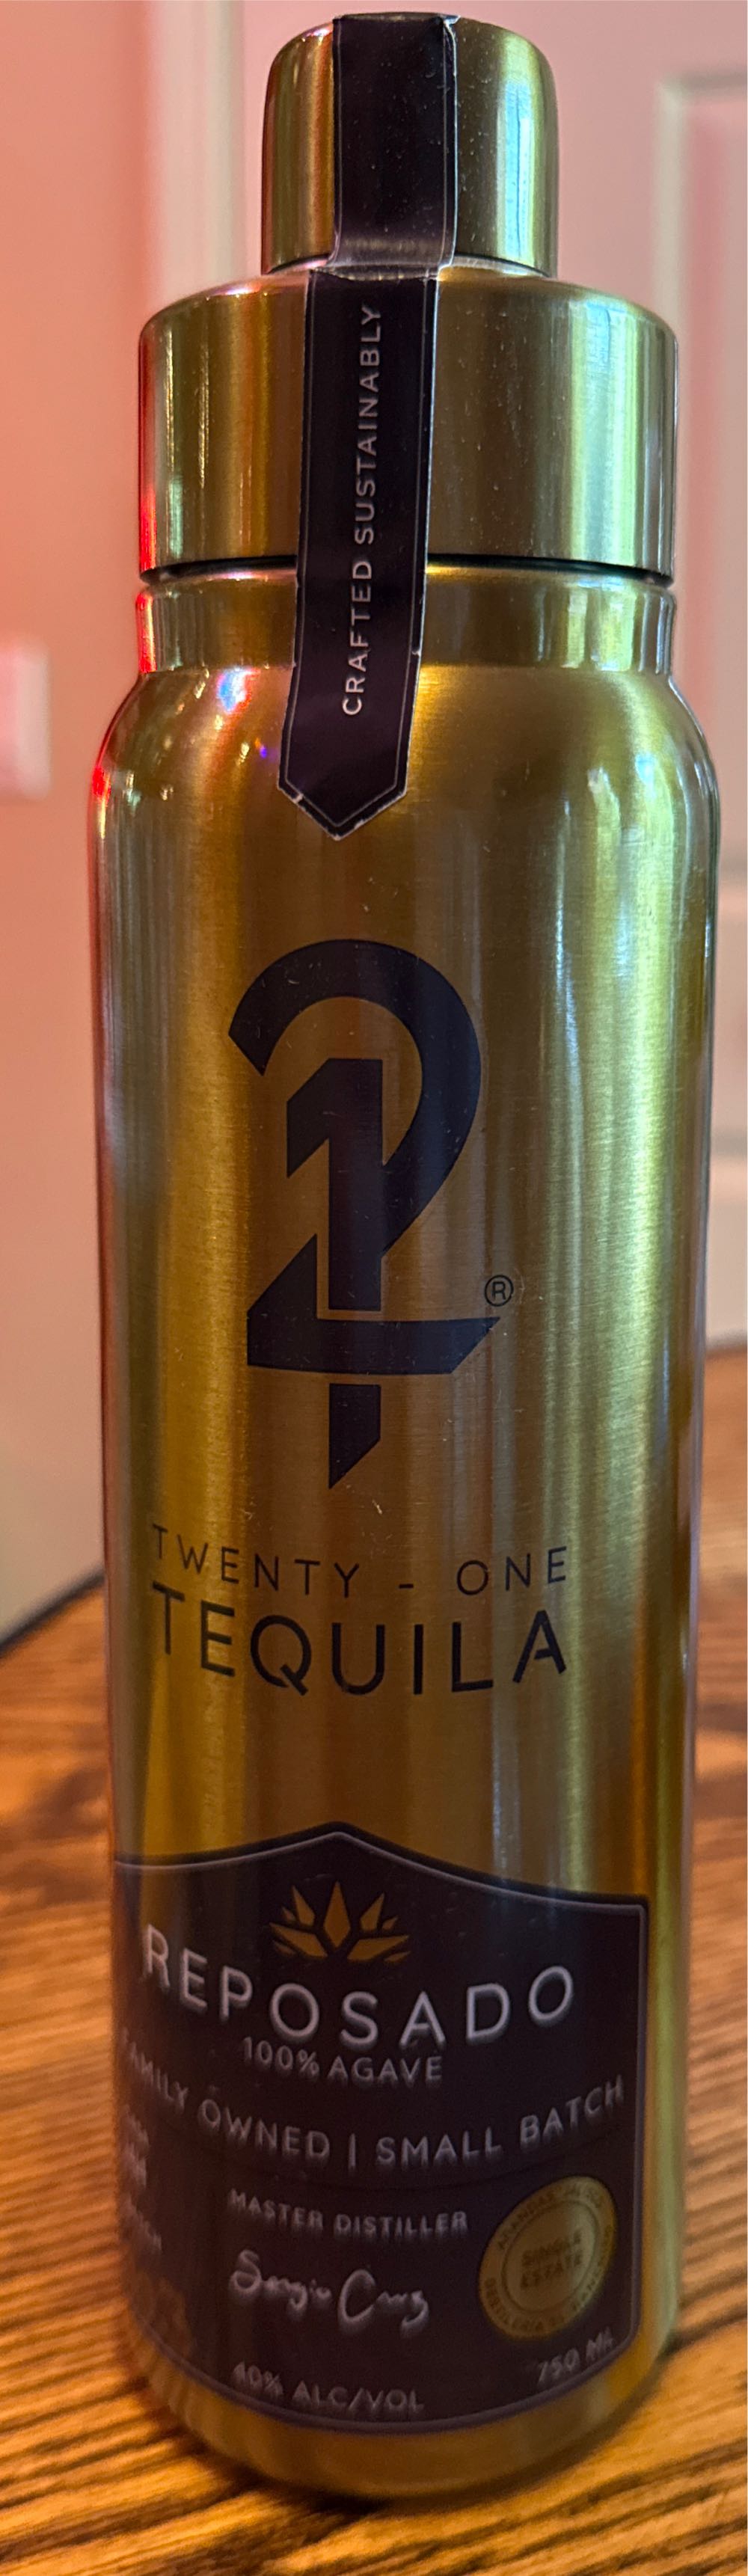 CRAFTED SUSTAINABLY
21
®
TWENTY - ONE
TEQUILA
REPOSADO
100% AGAVE
FAMILY OWNED | SMALL BATCH
MASTER DISTILLER
Sergio Cruz
SINGLE
ESTATE
40% ALC/VOL
750 ML